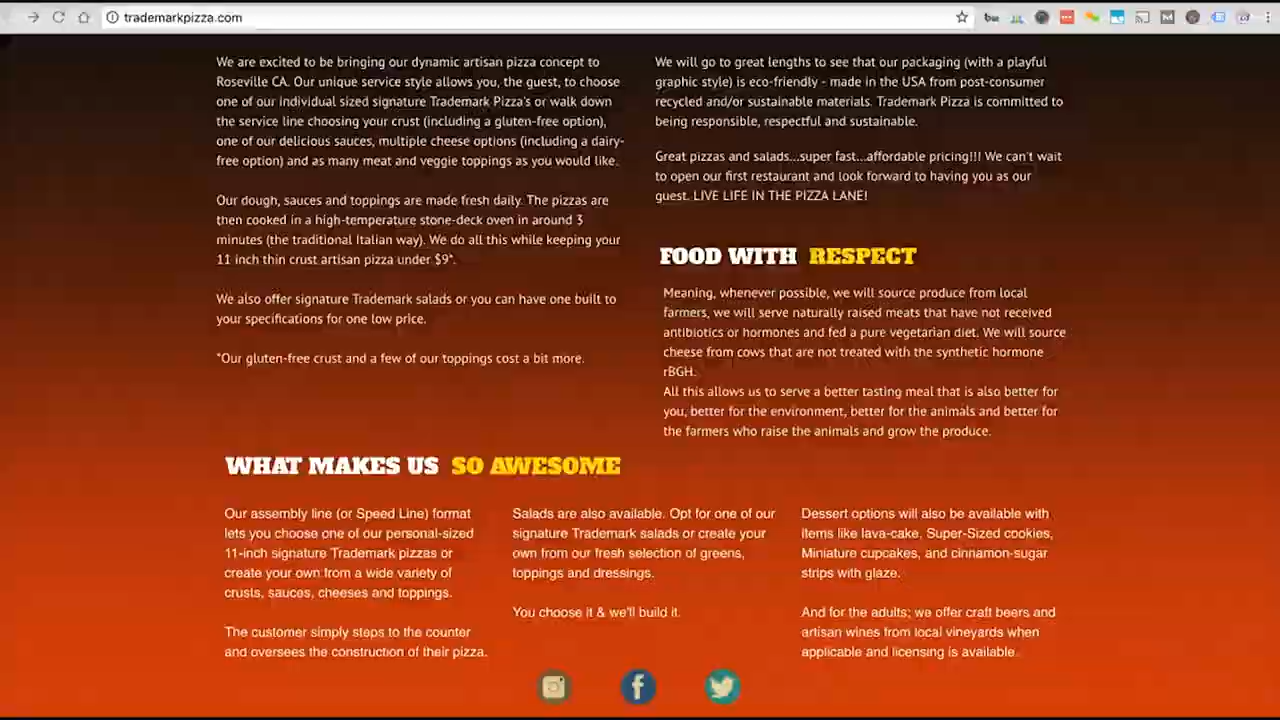 trademarkpizza.com
We are excited to be bringing our dynamic artisan pizza concept to
Roseville CA. Our unique service style allows you, the guest, to choose
one of our individual sized signature Trademark Pizza's or walk down
the service line choosing your crust (including a gluten-free option),
one of our delicious sauces, multiple cheese options (including a dairy-
free option) and as many meat and veggie toppings as you would like.
Our dough, sauces and toppings are made fresh daily. The pizzas are
then cooked in a high-temperature stone-deck oven in around 3
minutes (the traditional Italian way). We do all this while keeping your
11 inch thin crust artisan pizza under $9*.
We also offer signature Trademark salads or you can have one built to
your specifications for one low price.
*Our gluten-free crust and a few of our toppings cost a bit more.
We will go to great lengths to see that our packaging (with a playful
graphic style) is eco-friendly - made in the USA from post-consumer
recycled and/or sustainable materials. Trademark Pizza is committed to
being responsible, respectful and sustainable.
Great pizzas and salads...super fast...affordable pricing!!! We can't wait
to open our first restaurant and look forward to having you as our
guest. LIVE LIFE IN THE PIZZA LANE!
FOOD WITH RESPECT
Meaning, whenever possible, we will source produce from local
farmers, we will serve naturally raised meats that have not received
antibiotics or hormones and fed a pure vegetarian diet. We will source
cheese from cows that are not treated with the synthetic hormone
rBGH.
All this allows us to serve a better tasting meal that is also better for
you, better for the environment, better for the animals and better for
the farmers who raise the animals and grow the produce.
WHAT MAKES US SO AWESOME
Our assembly line (or Speed Line) format
lets you choose one of our personal-sized
11-inch signature Trademark pizzas or
create your own from a wide variety of
crusts, sauces, cheeses and toppings.
The customer simply steps to the counter
and oversees the construction of their pizza.
Salads are also available. Opt for one of our
signature Trademark salads or create your
own from our fresh selection of greens,
toppings and dressings.
You choose it & we'll build it.
Dessert options will also be available with
items like lava-cake, Super-Sized cookies,
Miniature cupcakes, and cinnamon-sugar
strips with glaze.
And for the adults; we offer craft beers and
artisan wines from local vineyards when
applicable and licensing is available.